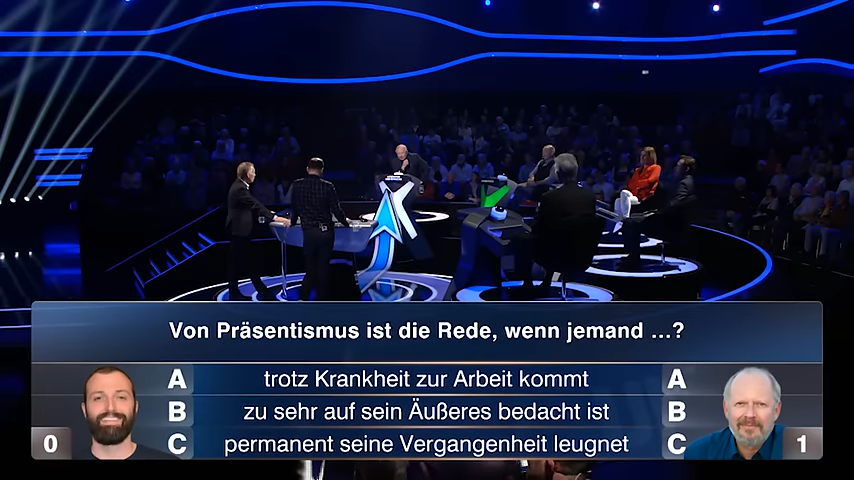 Von Präsentismus ist die Rede, wenn jemand ...?
A trotz Krankheit zur Arbeit kommt A
B zu sehr auf sein Äußeres bedacht ist B
0 C permanent seine Vergangenheit leugnet C 1